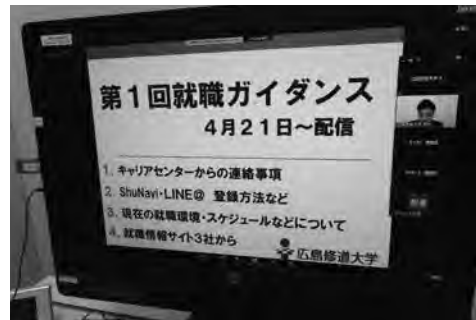 第1回就職ガイダンス
4月21日～配信
1. キャリアセンターからの連絡事項
2. ShuNavi・LINE@ 登録方法など
3. 現在の就職環境・スケジュールなどについて
4. 就職情報サイト3社から
広島修道大学